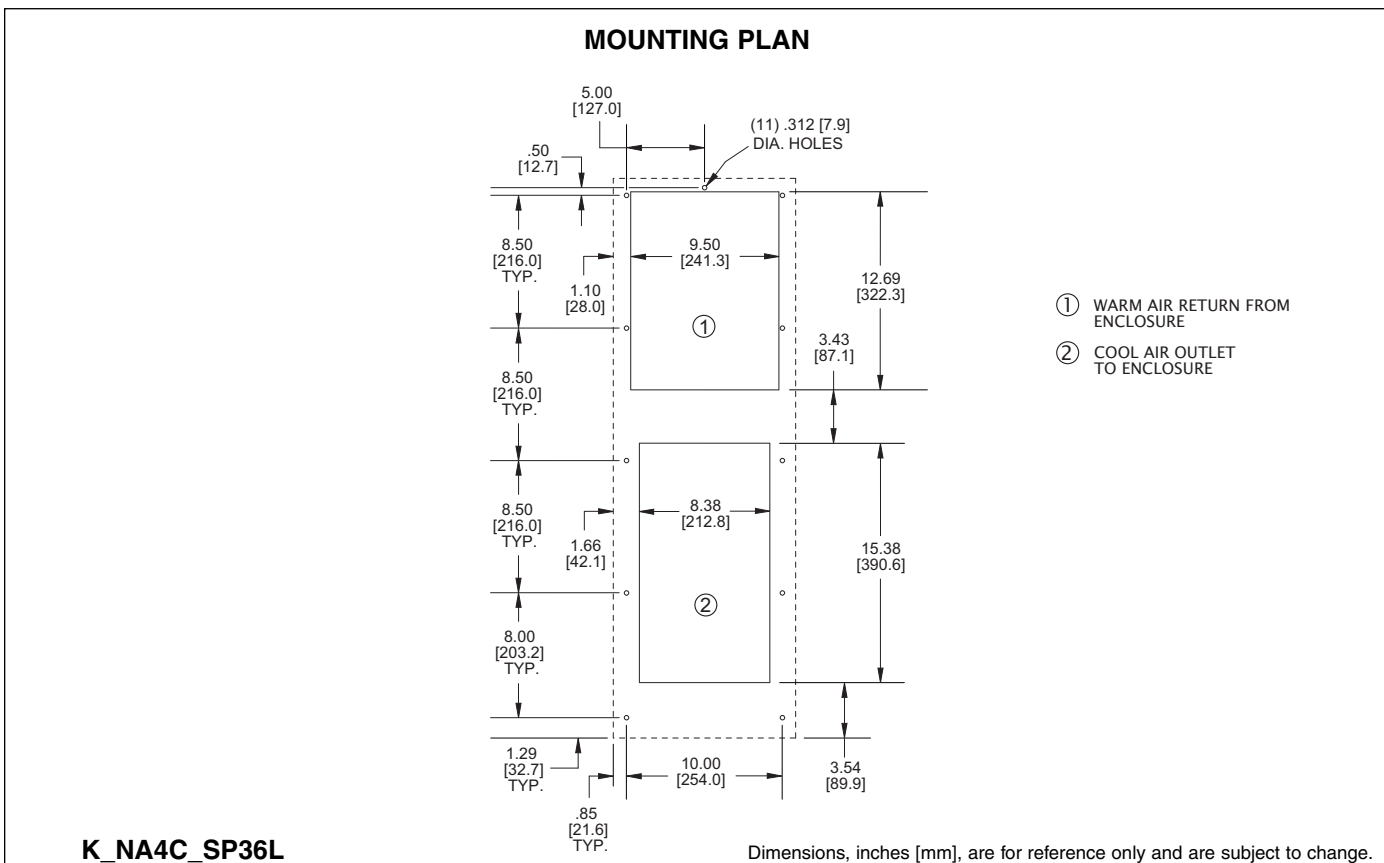 MOUNTING PLAN
5.00
[127.0]
(11) .312 [7.9]
DIA. HOLES
.50
[12.7]
8.50
[216.0]
TYP.
9.50
[241.3]
1.10
[28.0]
12.69
[322.3]
①
① WARM AIR RETURN FROM
ENCLOSURE
3.43
[87.1]
② COOL AIR OUTLET
TO ENCLOSURE
8.50
[216.0]
TYP.
8.50
[216.0]
TYP.
8.38
[212.8]
1.66
[42.1]
15.38
[390.6]
②
8.00
[203.2]
TYP.
1.29
[32.7]
TYP.
10.00
[254.0]
3.54
[89.9]
.85
[21.6]
TYP.
K_NA4C_SP36L
Dimensions, inches [mm], are for reference only and are subject to change.